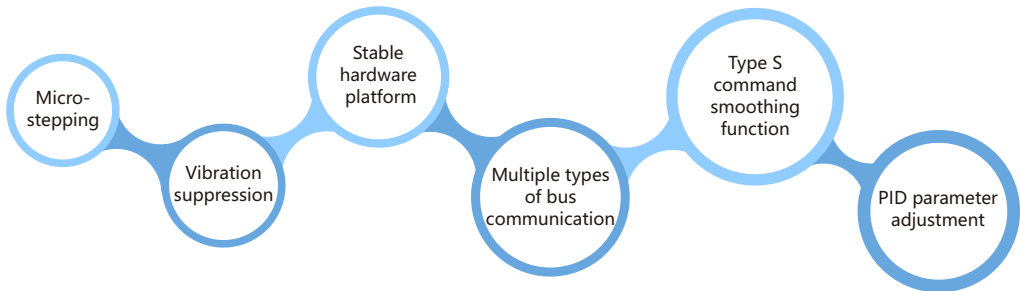 Micro-
stepping
Vibration
suppression
Stable
hardware
platform
Multiple types
of bus
communication
Type S
command
smoothing
function
PID parameter
adjustment